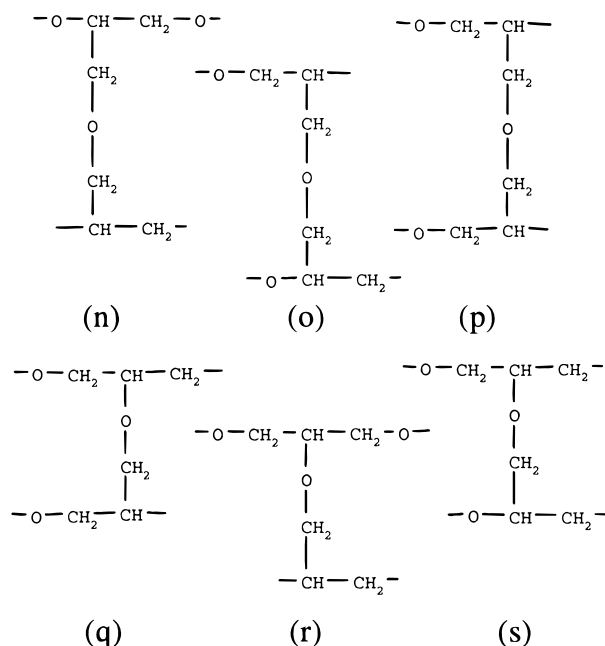 —O—CH—CH₂—O—
CH₂
O
CH₂
—CH—CH₂—
(n)
—O—CH₂—CH—
CH₂
O
CH₂
—O—CH—CH₂—
(o)
—O—CH₂—CH—
CH₂
O
CH₂
—O—CH₂—CH—
(p)
—O—CH₂—CH—CH₂—
O
CH₂
—O—CH₂—CH—
(q)
—O—CH₂—CH—CH₂—O—
O
CH₂
—CH—CH₂—
(r)
—O—CH₂—CH—CH₂—
O
CH₂
—O—CH—CH₂—
(s)